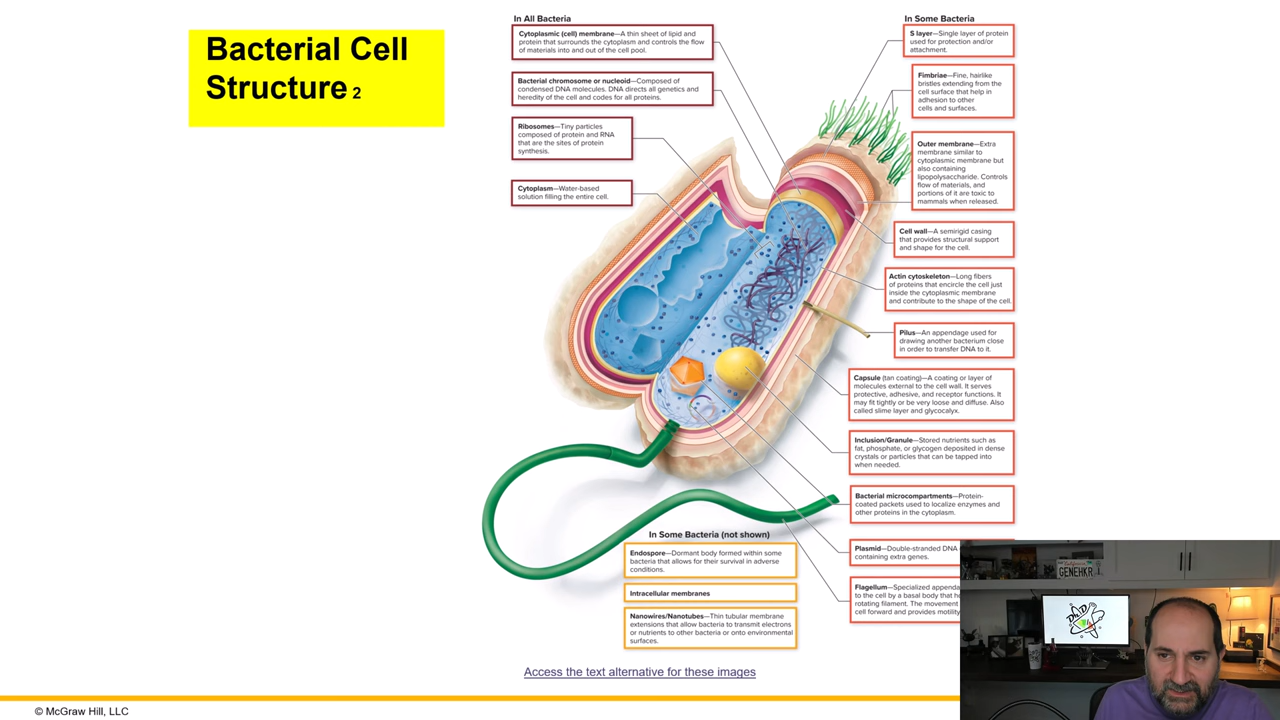 Bacterial Cell
Structure 2
In All Bacteria
Cytoplasmic (cell) membrane—A thin sheet of lipid and
protein that surrounds the cytoplasm and controls the flow
of materials into and out of the cell pool.
Bacterial chromosome or nucleoid—Composed of
condensed DNA molecules. DNA directs all genetics and
heredity of the cell and codes for all proteins.
Ribosomes—Tiny particles
composed of protein and RNA
that are the sites of protein
synthesis.
Cytoplasm—Water-based
solution filling the entire cell.
In Some Bacteria
S layer—Single layer of protein
used for protection and/or
attachment.
Fimbriae—Fine, hairlike
bristles extending from the
cell surface that help in
adhesion to other
cells and surfaces.
Outer membrane—Extra
membrane similar to
cytoplasmic membrane but
also containing
lipopolysaccharide. Controls
flow of materials, and
portions of it are toxic to
mammals when released.
Cell wall—A semirigid casing
that provides structural support
and shape for the cell.
Actin cytoskeleton—Long fibers
of proteins that encircle the cell just
inside the cytoplasmic membrane
and contribute to the shape of the cell.
Pilus—An appendage used for
drawing another bacterium close
in order to transfer DNA to it.
Capsule (tan coating)—A coating or layer of
molecules external to the cell wall. It serves
protective, adhesive, and receptor functions. It
may fit tightly or be very loose and diffuse. Also
called slime layer and glycocalyx.
Inclusion/Granule—Stored nutrients such as
fat, phosphate, or glycogen deposited in dense
crystals or particles that can be tapped into
when needed.
Bacterial microcompartments—Protein-
coated packets used to localize enzymes and
other proteins in the cytoplasm.
Plasmid—Double-stranded DNA
containing extra genes.
Flagellum—Specialized appenda
to the cell by a basal body that h
rotating filament. The movement
cell forward and provides motility
In Some Bacteria (not shown)
Endospore—Dormant body formed within some
bacteria that allows for their survival in adverse
conditions.
Intracellular membranes
Nanowires/Nanotubes—Thin tubular membrane
extensions that allow bacteria to transmit electrons
or nutrients to other bacteria or onto environmental
surfaces.
Access the text alternative for these images
© McGraw Hill, LLC
GENEHKR